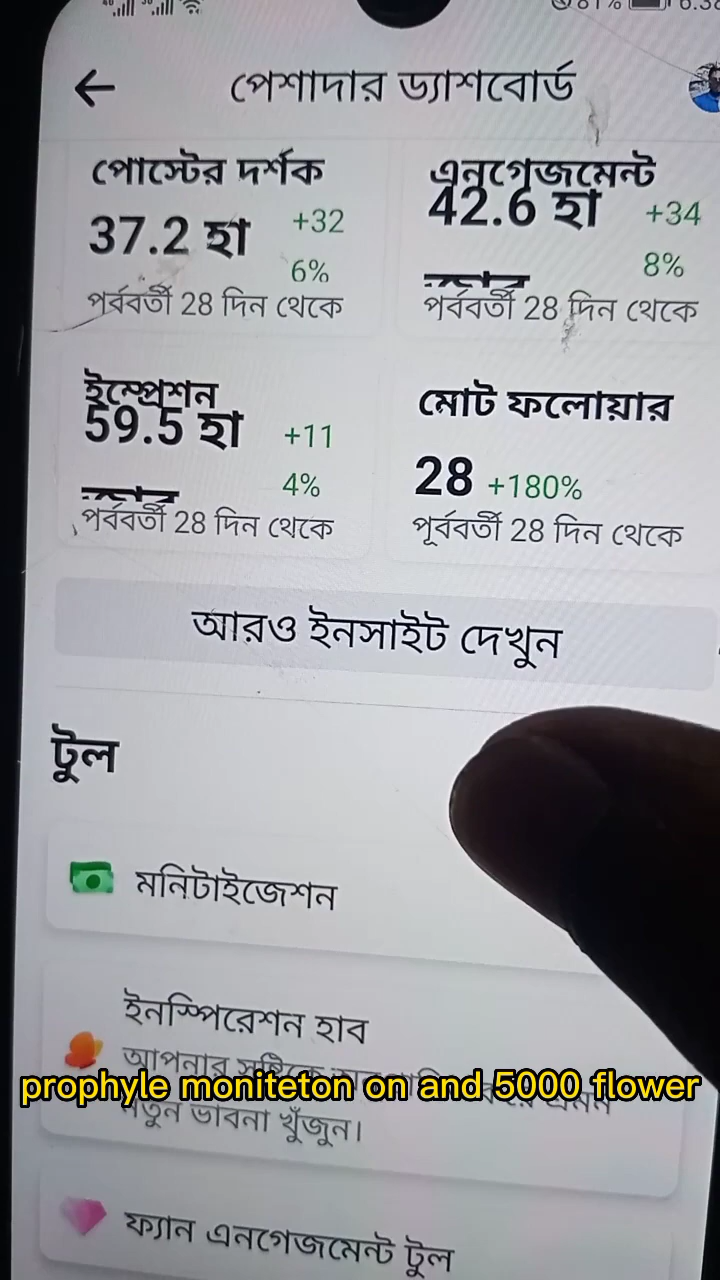 পেশাদার ড্যাশবোর্ড
পোস্টের দর্শক
37.2 হা
+32
6%
পূর্ববর্তী 28 দিন থেকে
এনগেজমেন্ট
42.6 হা
+34
8%
পূর্ববর্তী 28 দিন থেকে
ইম্প্রেশন
59.5 হা
+11
4%
পূর্ববর্তী 28 দিন থেকে
মোট ফলোয়ার
28 +180%
পূর্ববর্তী 28 দিন থেকে
আরও ইনসাইট দেখুন
টুল
মনিটাইজেশন
ইনস্পিরেশন হাব
আপনার
prophyle moniteton on and 5000 flower
নতুন ভাবনা খুঁজুন।
ফ্যান এনগেজমেন্ট টুল